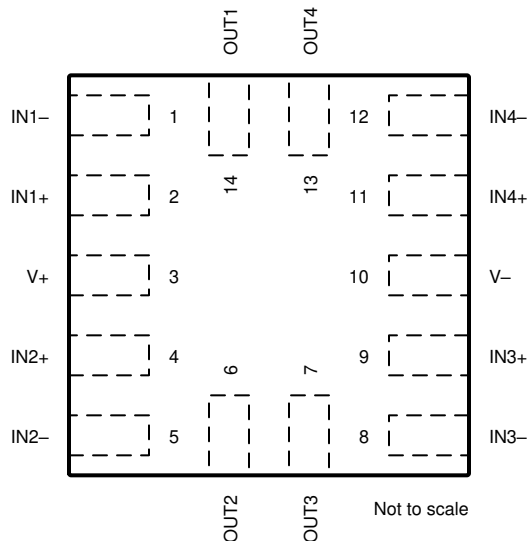 OUT1 OUT4
IN1– 1 12 IN4–
14 13
IN1+ 2 11 IN4+
V+ 3 10 V–
IN2+ 4 9 IN3+
6 7
IN2– 5 8 IN3–
OUT2 OUT3
Not to scale